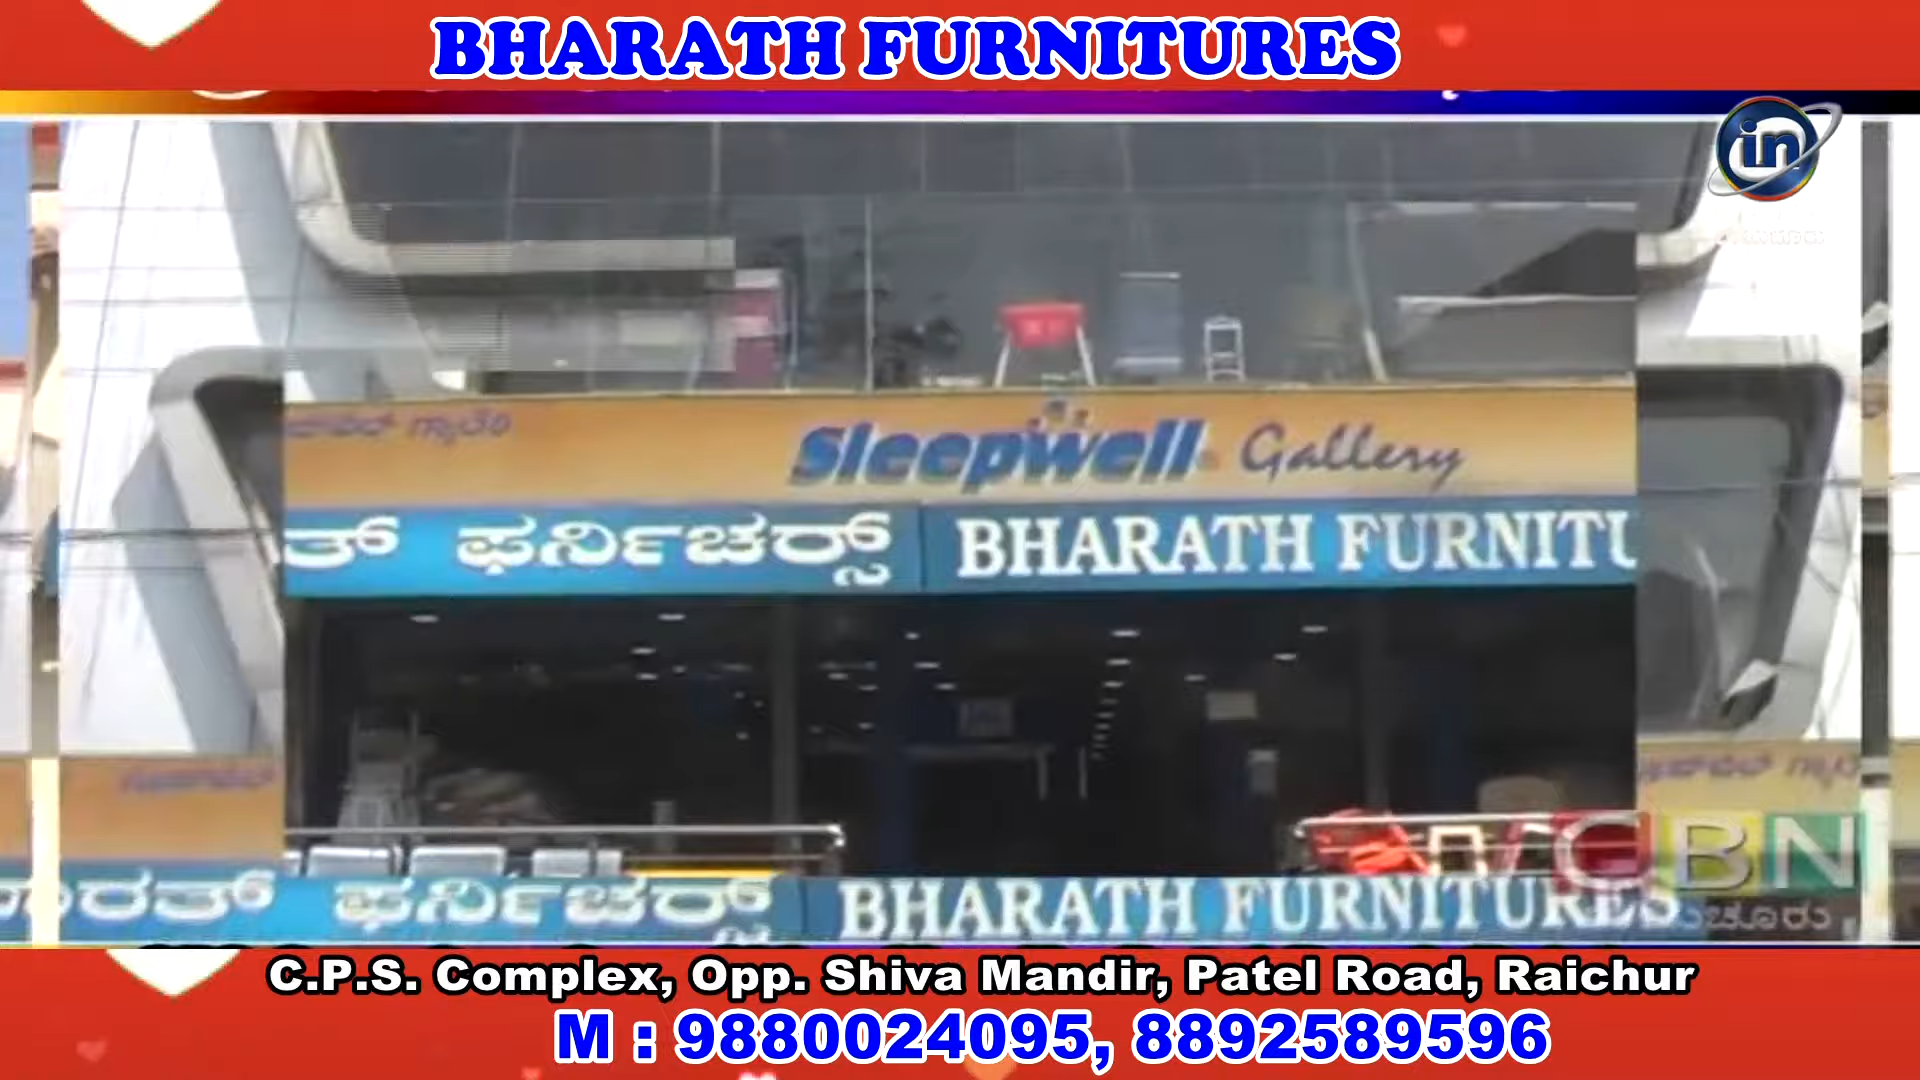 BHARATH FURNITURES
in
Sleepwell Gallery
ತ್ ಫರ್ನಿಚರ್ಸ್ BHARATH FURNITU
CBN
ಭಾರತ್ ಫರ್ನಿಚರ್ಸ್ BHARATH FURNITURES
C.P.S. Complex, Opp. Shiva Mandir, Patel Road, Raichur
M : 9880024095, 8892589596